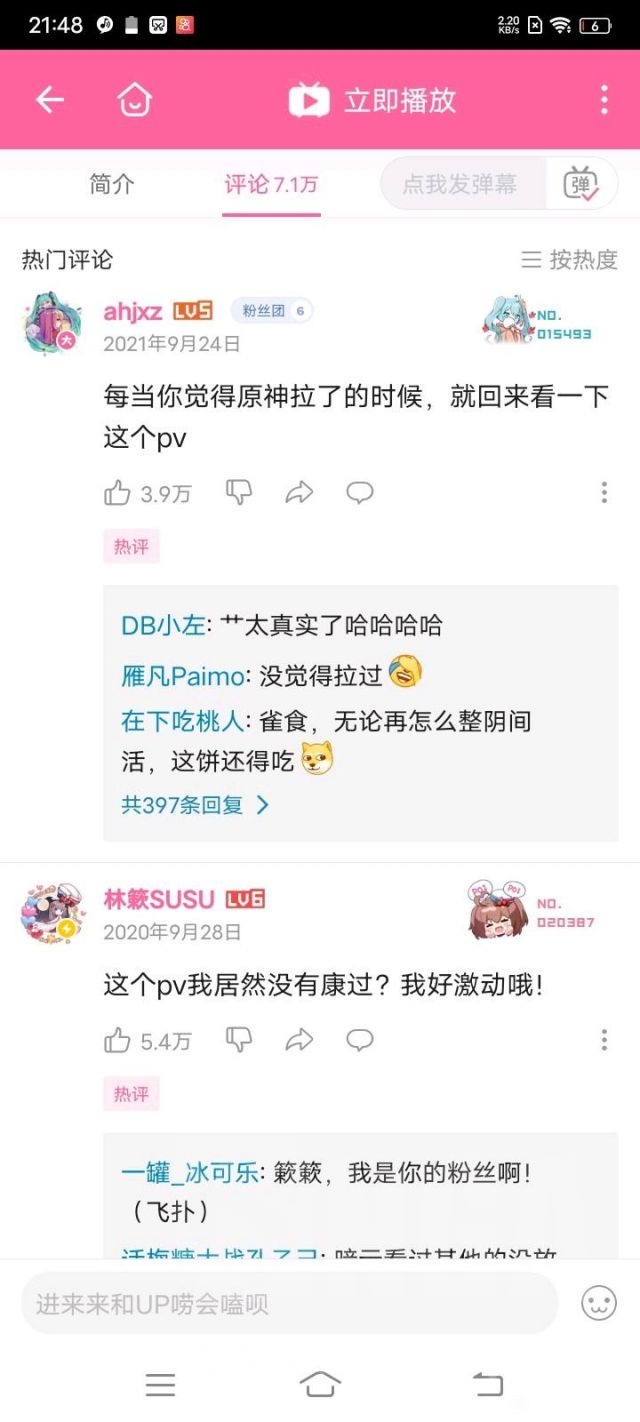 21:48
2.20
KB/s
6
立即播放
简介
评论 7.1万
点我发弹幕
弹
热门评论
按热度
ahjxz LV5 粉丝团 6
2021年9月24日
NO.
015493
每当你觉得原神拉了的时候，就回来看一下
这个pv
3.9万
热评
DB小左: 艹太真实了哈哈哈哈
雁凡Paimo: 没觉得拉过
在下吃桃人: 雀食，无论再怎么整阴间
活，这饼还得吃
共397条回复
林簌SUSU LV6
2020年9月28日
POI POI
NO.
020387
这个pv我居然没有康过？我好激动哦！
5.4万
热评
一罐_冰可乐: 簌簌，我是你的粉丝啊！
（飞扑）
进来来和UP唠会嗑呗